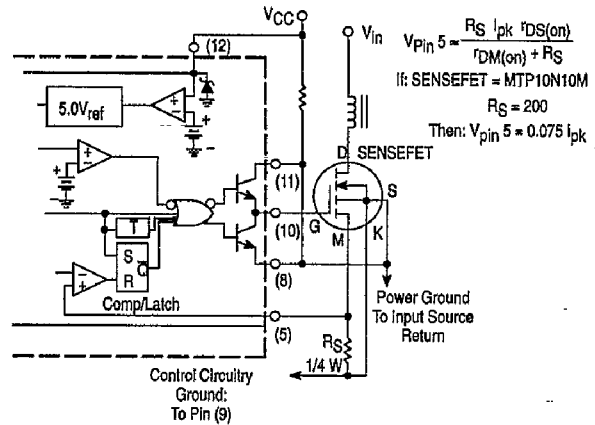 VCC
(12)
Vin
VPin 5 ≈ RS ipk rDS(on)
rDM(on) + RS
If: SENSEFET = MTP10N10M
RS = 200
Then: Vpin 5 ≈ 0.075 ipk
5.0Vref
+
–
+
–
D SENSEFET
+
–
+
–
(11)
S
(10)
G
K
M
T
S
Q
R
+
–
(8)
Comp/Latch
Power Ground
To Input Source
Return
(5)
RS
1/4 W
Control Circuitry
Ground:
To Pin (9)